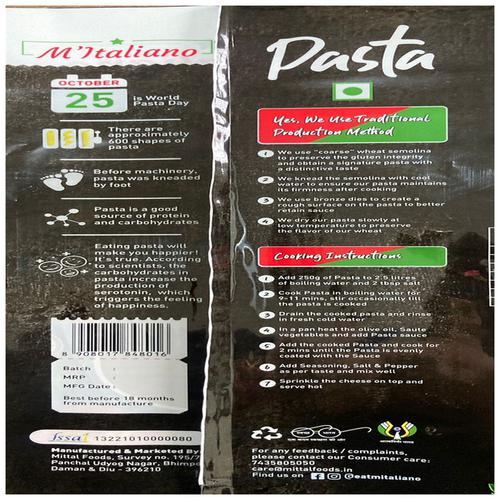 M'Italiano
OCTOBER
25
is World
Pasta Day
There are
approximately
600 shapes of
pasta
Before machinery,
pasta was kneaded
by foot
Pasta is a good
source of protein
and carbohydrates
Eating pasta will
make you happier!
It's true. According
to scientists, the
carbohydrates in
pasta increase the
production of
serotonin, which
triggers the feeling
of happiness.
8 908017 848016
Batch :
MRP :
MFG Date:
Best before 18 months
from manufacture
fssai 13221010000080
Manufactured & Marketed By
Mittal Foods, Survey no. 195/
Panchal Udyog Nagar, Bhimpo
Daman & Diu - 396210
Pasta
Yes, We Use Traditional
Production Method
1 We use "coarse" wheat semolina
to preserve the gluten integrity
and obtain a signature pasta with
a distinctive taste
2 We knead the semolina with cool
water to ensure our pasta maintains
its firmness after cooking
3 We use bronze dies to create a
rough surface on the pasta to better
retain sauce
4 We dry our pasta slowly at
low temperature to preserve
the flavor of our wheat
Cooking Instructions
1 Add 250g of Pasta to 2.5 litres
of boiling water and 2 tbsp salt
2 Cook Pasta in boiling water for
9-11 mins, stir occasionally till
the pasta is cooked
3 Drain the cooked pasta and rinse
in fresh cold water
4 In a pan heat the olive oil, Saute
vegetables and add Pasta sauce
5 Add the cooked Pasta and cook for
2 mins until the Pasta is evenly
coated with the Sauce
6 Add Seasoning, Salt & Pepper
as per taste and mix well
7 Sprinkle the cheese on top and
serve hot
For any feedback / complaints,
please contact our Consumer care:
7435805050
care@mittalfoods.in
Find us on @eatmitaliano